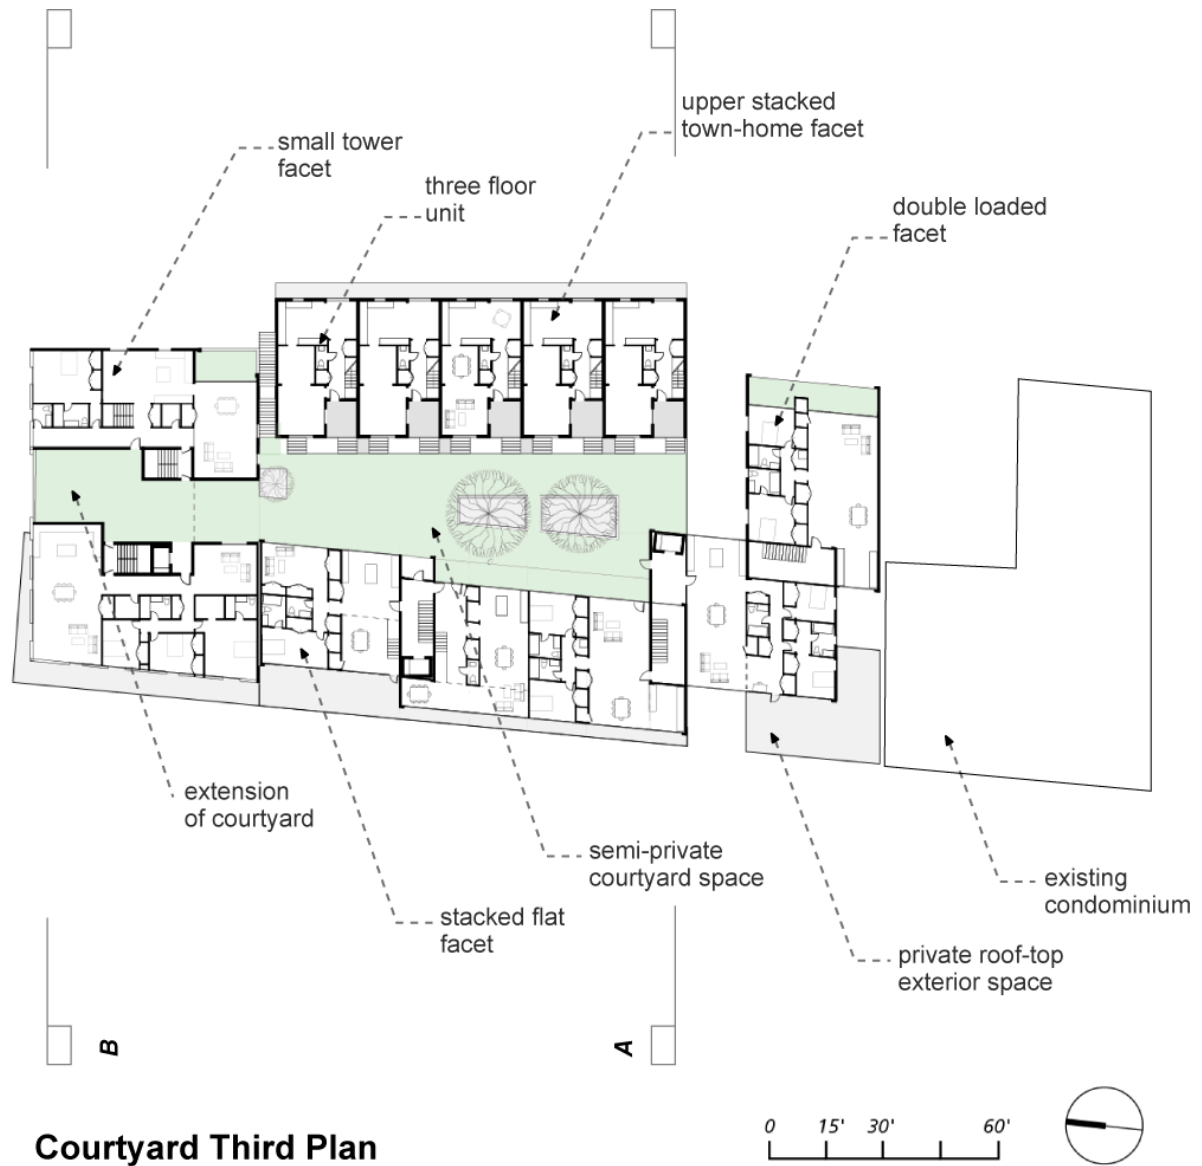 upper stacked
town-home facet
small tower
facet
three floor
unit
double loaded
facet
extension
of courtyard
semi-private
courtyard space
existing
condominium
stacked flat
facet
private roof-top
exterior space
B
A
0 15' 30' 60'
Courtyard Third Plan